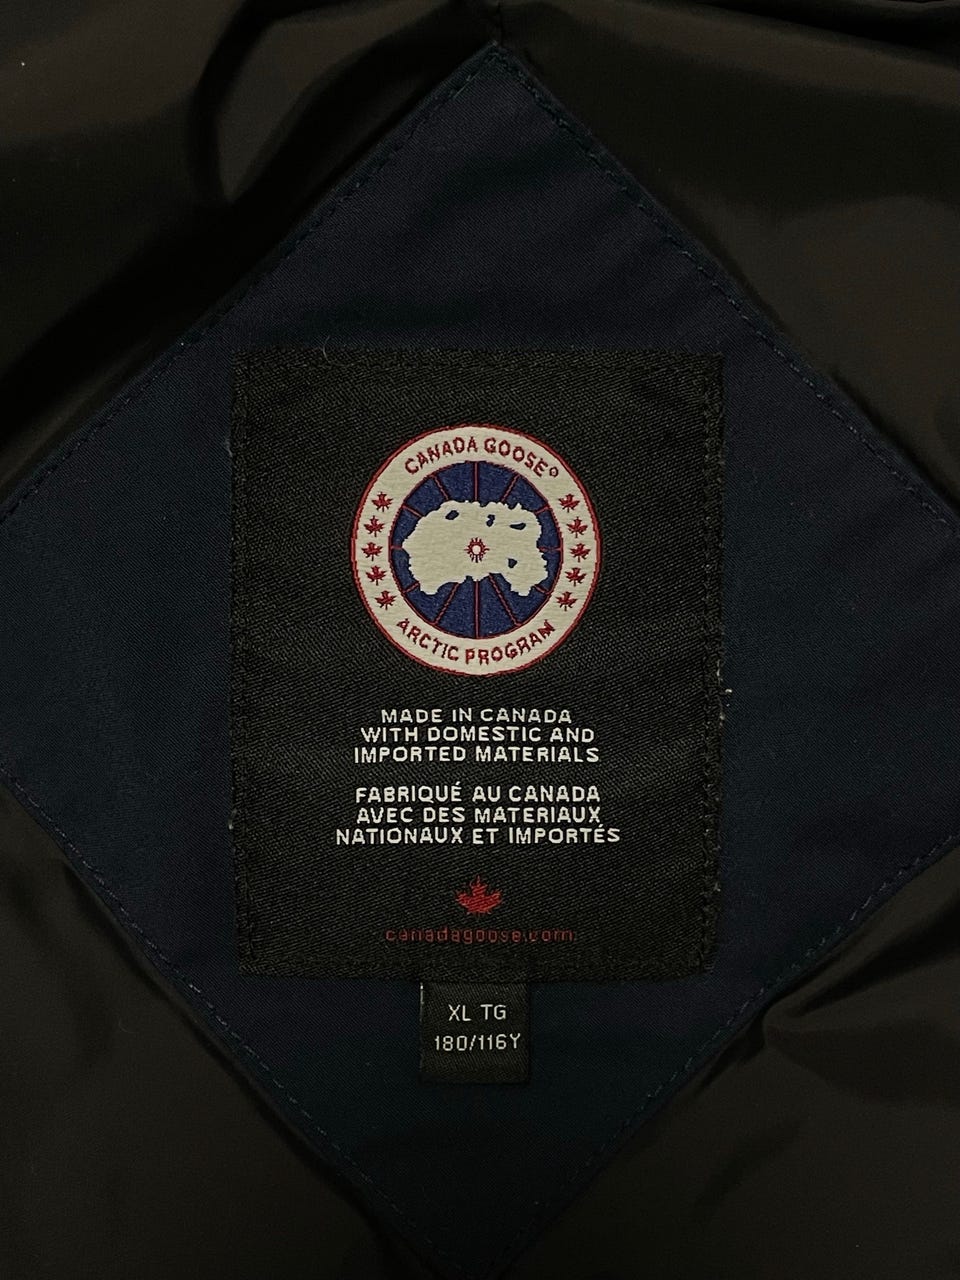 CANADA GOOSE®
ARCTIC PROGRAM
MADE IN CANADA
WITH DOMESTIC AND
IMPORTED MATERIALS
FABRIQUÉ AU CANADA
AVEC DES MATERIAUX
NATIONAUX ET IMPORTÉS
canadagoose.com
XL TG
180/116Y